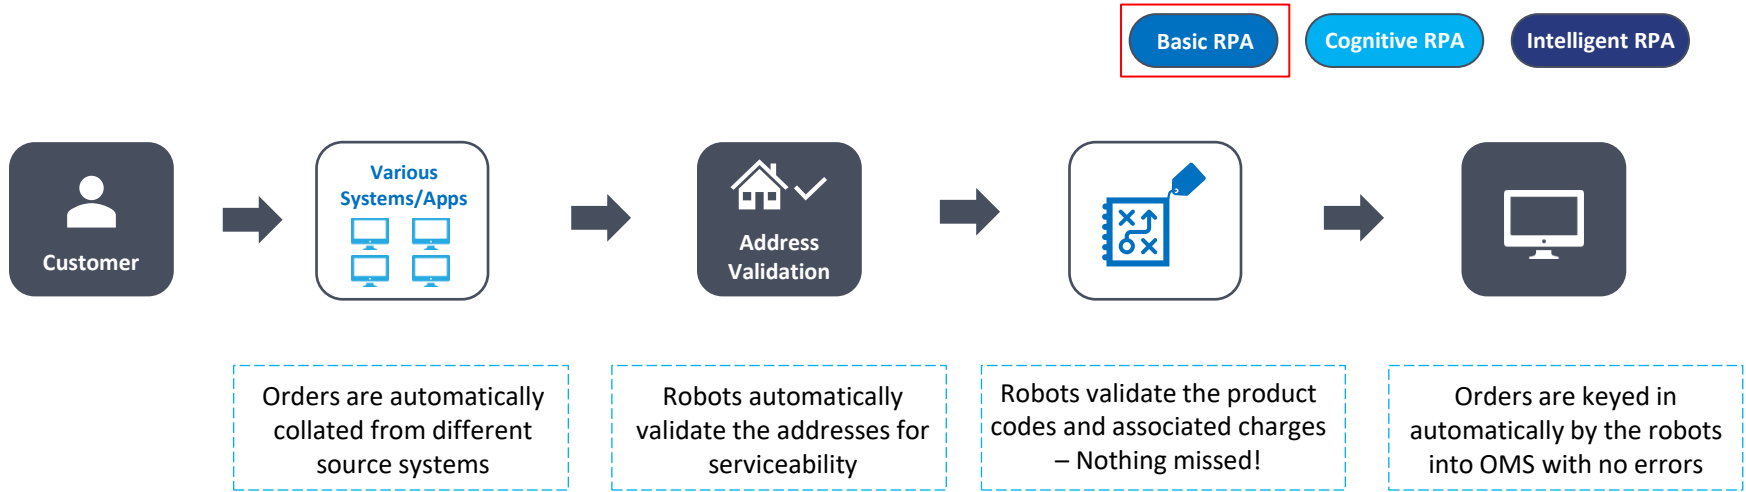 Basic RPA
Cognitive RPA
Intelligent RPA
Customer
Various
Systems/Apps
Address
Validation
Orders are automatically
collated from different
source systems
Robots automatically
validate the addresses for
serviceability
Robots validate the product
codes and associated charges
– Nothing missed!
Orders are keyed in
automatically by the robots
into OMS with no errors